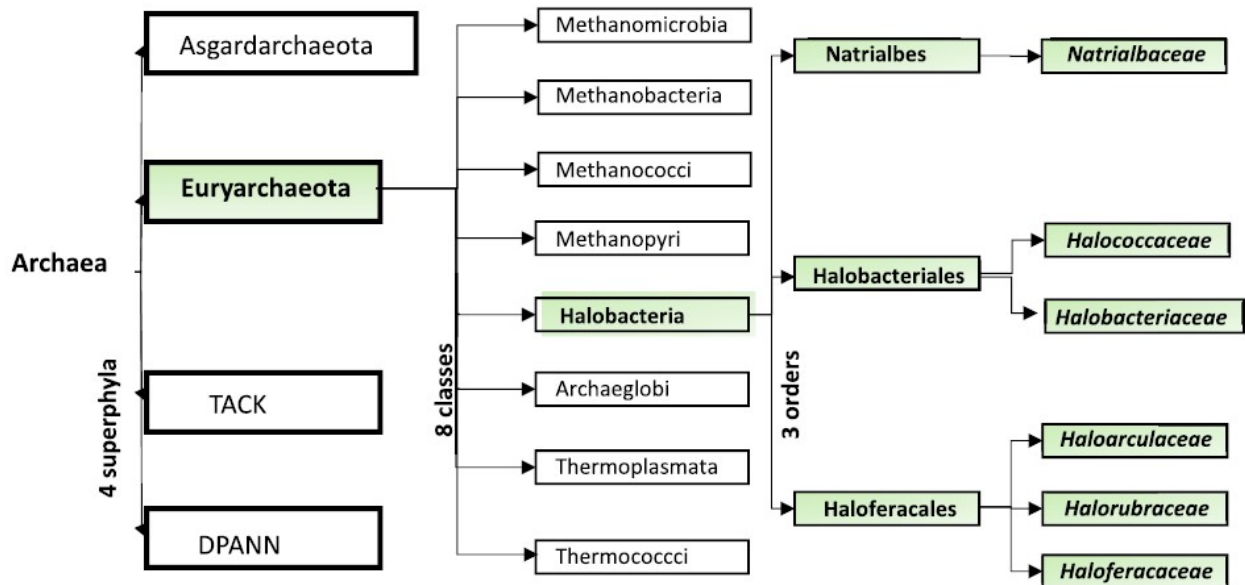 Archaea
4 superphyla
Asgardarchaeota
Euryarchaeota
TACK
DPANN
8 classes
Methanomicrobia
Methanobacteria
Methanococi
Methanopyri
Halobacteria
Archaeglobi
Thermoplasmata
Thermococcci
3 orders
Natrialbes
Halobacteriales
Haloferacales
Natrialbaceae
Halococcaceae
Halobacteriaceae
Haloarculaceae
Halorubraceae
Haloferacaceae